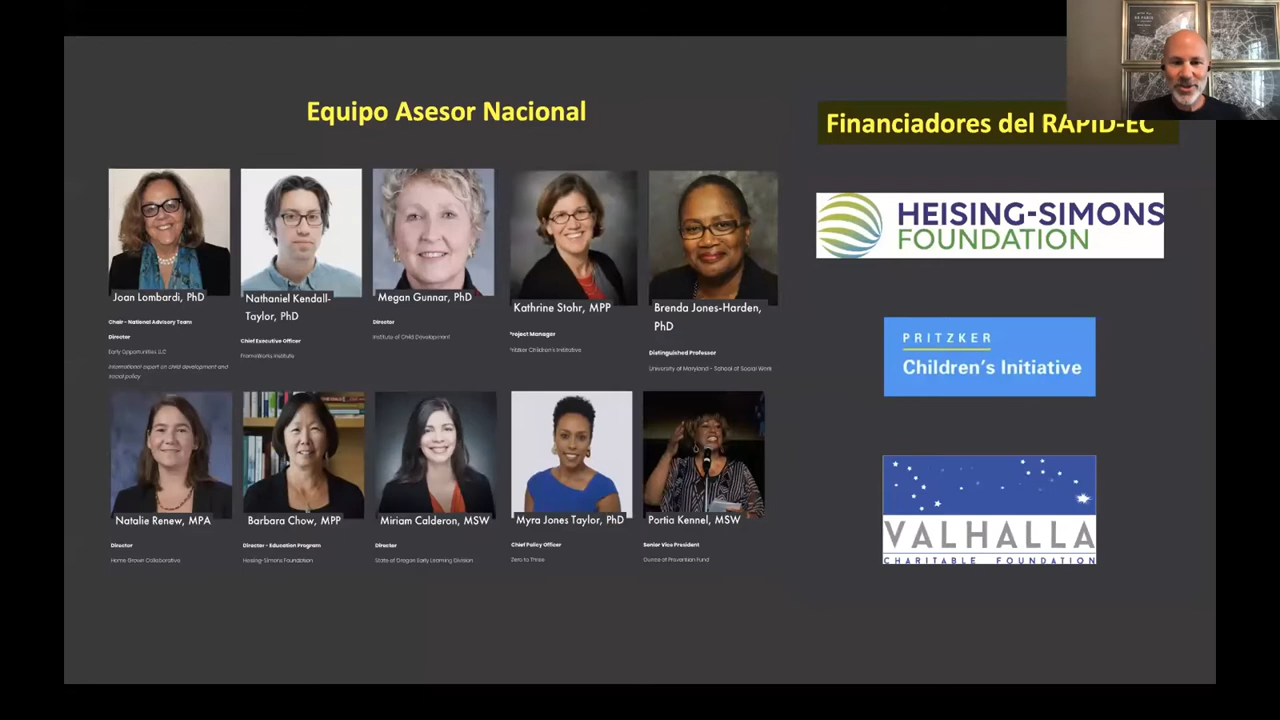 Equipo Asesor Nacional
Financiadores del RAPID-EC
Joan Lombardi, PhD
Chair - National Advisory Team
Director
Early Opportunities LLC
International expert on child development and
social policy
Nathaniel Kendall-
Taylor, PhD
Chief Executive Officer
FrameWorks Institute
Megan Gunnar, PhD
Director
Institute of Child Development
Kathrine Stohr, MPP
Project Manager
Pritzker Children's Initiative
Brenda Jones-Harden,
PhD
Distinguished Professor
University of Maryland - School of Social Work
Natalie Renew, MPA
Director
Home Grown Collaborative
Barbara Chow, MPP
Director - Education Program
Heising-Simons Foundation
Miriam Calderon, MSW
Director
State of Oregon Early Learning Division
Myra Jones Taylor, PhD
Chief Policy Officer
Zero to Three
Portia Kennel, MSW
Senior Vice President
Ounce of Prevention Fund
HEISING-SIMONS
FOUNDATION
PRITZKER
Children's Initiative
VALHALLA
CHARITABLE FOUNDATION